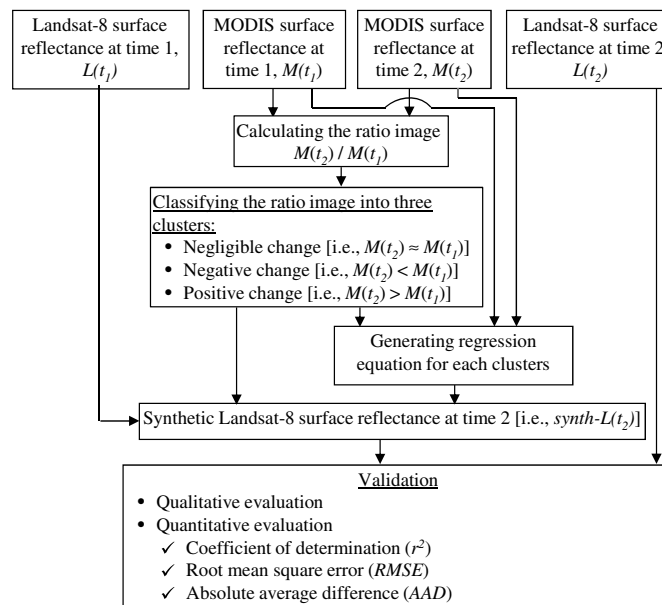 Landsat-8 surface
reflectance at time 1,
L(t₁)
MODIS surface
reflectance at
time 1, M(t₁)
MODIS surface
reflectance at
time 2, M(t₂)
Landsat-8 surface
reflectance at time 2
L(t₂)
Calculating the ratio image
M(t₂) / M(t₁)
Classifying the ratio image into three
clusters:
• Negligible change [i.e., M(t₂) ≈ M(t₁)]
• Negative change [i.e., M(t₂) < M(t₁)]
• Positive change [i.e., M(t₂) > M(t₁)]
Generating regression
equation for each clusters
Synthetic Landsat-8 surface reflectance at time 2 [i.e., synth-L(t₂)]
Validation
• Qualitative evaluation
• Quantitative evaluation
✓ Coefficient of determination (r²)
✓ Root mean square error (RMSE)
✓ Absolute average difference (AAD)